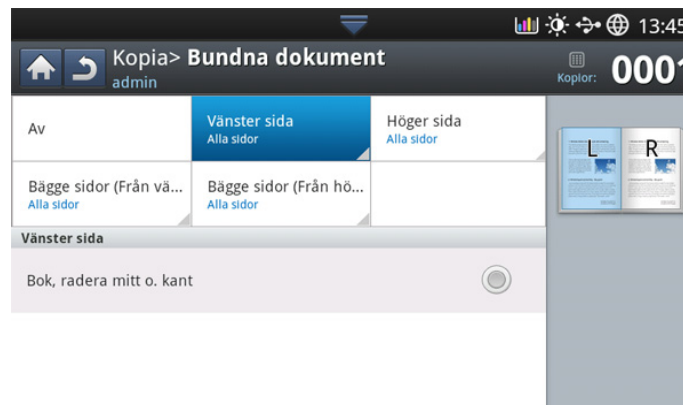 13:45
Kopia> Bundna dokument
admin
Kopior: 0001
Av
Vänster sida
Alla sidor
Höger sida
Alla sidor
Bägge sidor (Från vä...
Alla sidor
Bägge sidor (Från hö...
Alla sidor
L R
Vänster sida
Bok, radera mitt o. kant